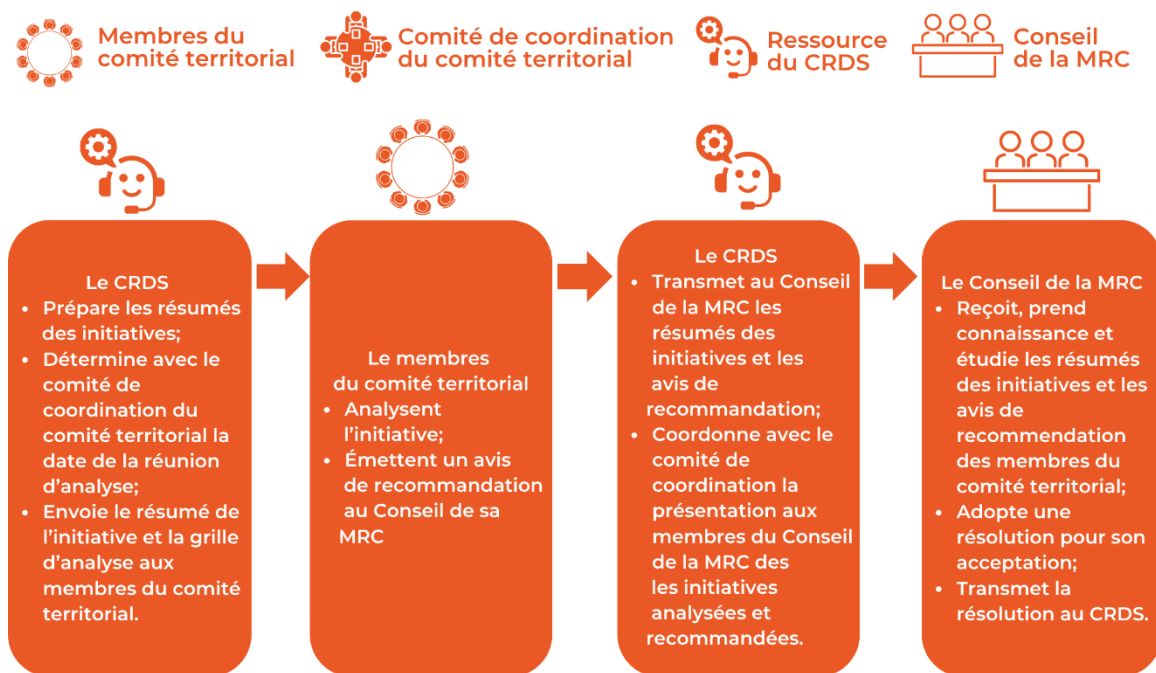 Membres du
comité territorial
Comité de coordination
du comité territorial
Ressource
du CRDS
Conseil
de la MRC
Le CRDS
• Prépare les résumés
des initiatives;
• Détermine avec le
comité de
coordination du
comité territorial la
date de la réunion
d'analyse;
• Envoie le résumé de
l'initiative et la grille
d'analyse aux
membres du comité
territorial.
Le membres
du comité territorial
• Analysent
l'initiative;
• Émettent un avis
de recommandation
au Conseil de sa
MRC
Le CRDS
• Transmet au Conseil
de la MRC les
résumés des
initiatives et les
avis de
recommandation;
• Coordonne avec le
comité de
coordination la
présentation aux
membres du Conseil
de la MRC des
les initiatives
analysées et
recommandées.
Le Conseil de la MRC
• Reçoit, prend
connaissance et
étudie les résumés
des initiatives et les
avis de
recommendation
des membres du
comité territorial;
• Adopte une
résolution pour son
acceptation;
• Transmet la
résolution au CRDS.